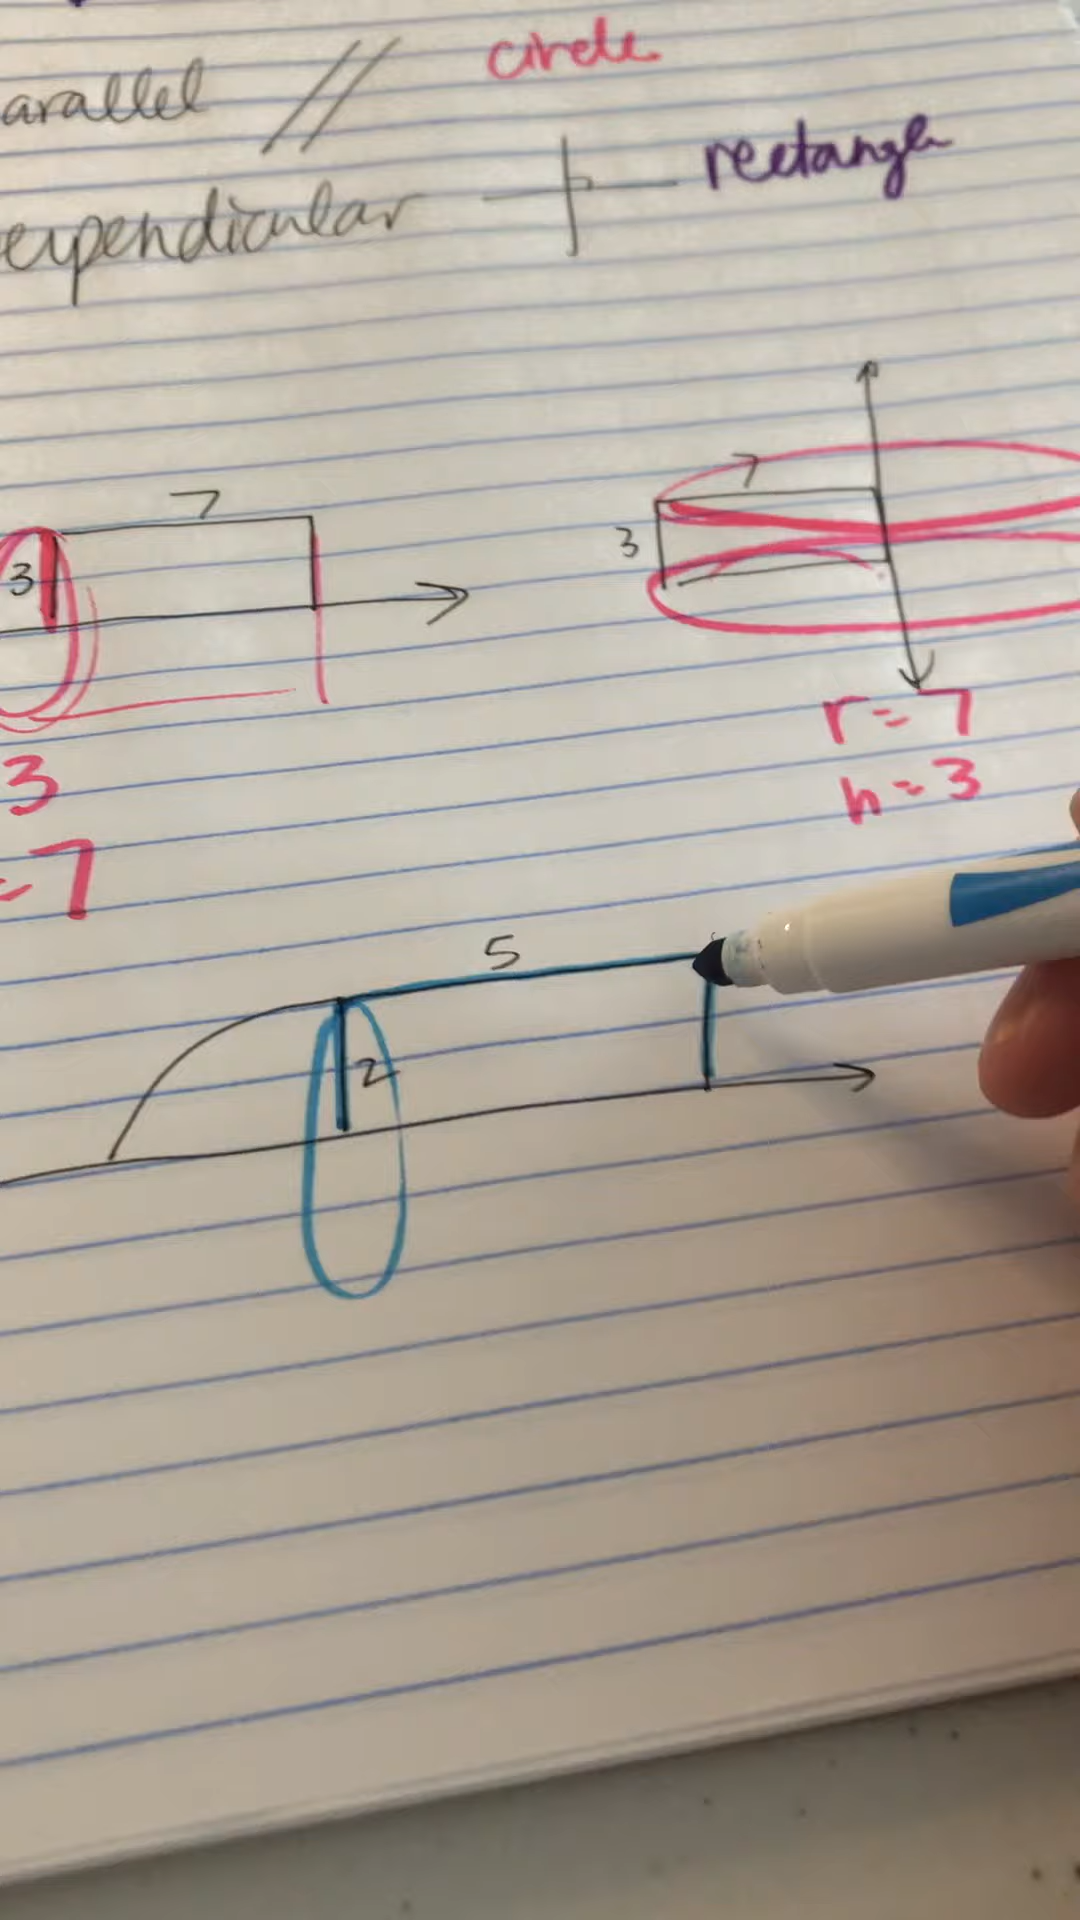 circle
arallel //
erpendicular rectangle
7
3
7
3
3
=7
r=7
h=3
5
2